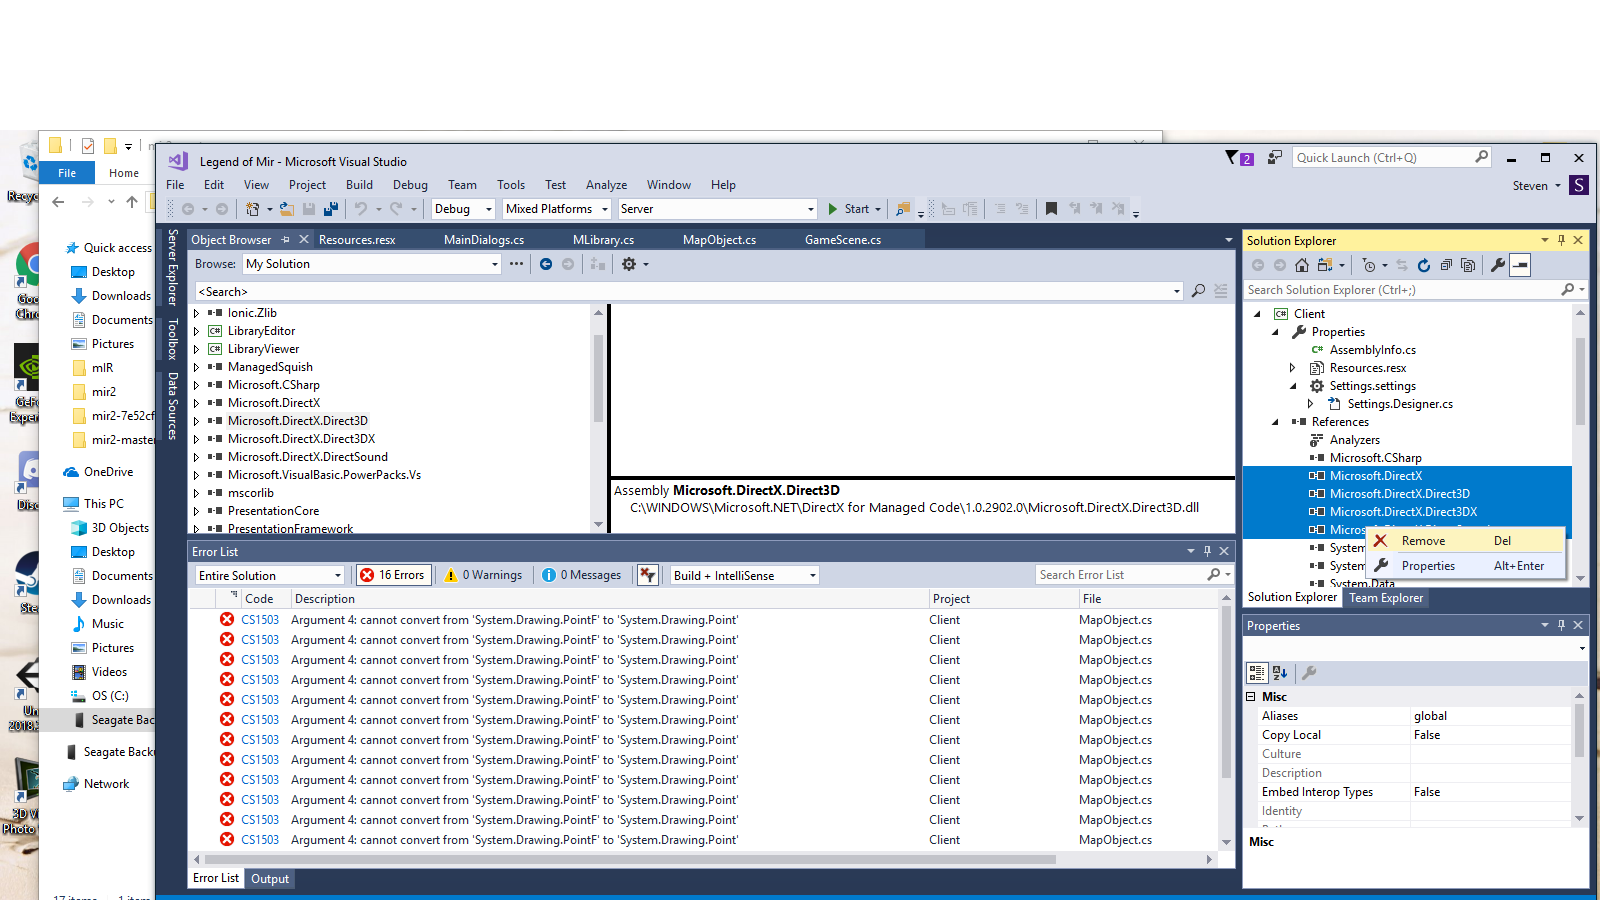 Recyc
Goo
Chro
GeFo
Experie
Disc
Ste
Un
2018.
3D Vi
Photo
File
Home
Quick access
Desktop
Downloads
Documents
Pictures
mIR
mir2
mir2-7e52cf
mir2-master
OneDrive
This PC
3D Objects
Desktop
Documents
Downloads
Music
Pictures
Videos
OS (C:)
Seagate Bac
Seagate Backu
Network
17 items
1 item
Legend of Mir - Microsoft Visual Studio
2
Quick Launch (Ctrl+Q)
File Edit View Project Build Debug Team Tools Test Analyze Window Help
Steven
S
Debug Mixed Platforms Server Start
Server Explorer
Toolbox
Data Sources
Object Browser Resources.resx MainDialogs.cs MLibrary.cs MapObject.cs GameScene.cs
Browse: My Solution
<Search>
Ionic.Zlib
LibraryEditor
LibraryViewer
ManagedSquish
Microsoft.CSharp
Microsoft.DirectX
Microsoft.DirectX.Direct3D
Microsoft.DirectX.Direct3DX
Microsoft.DirectX.DirectSound
Microsoft.VisualBasic.PowerPacks.Vs
mscorlib
PresentationCore
PresentationFramework
Assembly Microsoft.DirectX.Direct3D
C:\WINDOWS\Microsoft.NET\DirectX for Managed Code\1.0.2902.0\Microsoft.DirectX.Direct3D.dll
Error List
Entire Solution 16 Errors 0 Warnings 0 Messages Build + IntelliSense Search Error List
Code Description Project File
CS1503 Argument 4: cannot convert from 'System.Drawing.PointF' to 'System.Drawing.Point' Client MapObject.cs
CS1503 Argument 4: cannot convert from 'System.Drawing.PointF' to 'System.Drawing.Point' Client MapObject.cs
CS1503 Argument 4: cannot convert from 'System.Drawing.PointF' to 'System.Drawing.Point' Client MapObject.cs
CS1503 Argument 4: cannot convert from 'System.Drawing.PointF' to 'System.Drawing.Point' Client MapObject.cs
CS1503 Argument 4: cannot convert from 'System.Drawing.PointF' to 'System.Drawing.Point' Client MapObject.cs
CS1503 Argument 4: cannot convert from 'System.Drawing.PointF' to 'System.Drawing.Point' Client MapObject.cs
CS1503 Argument 4: cannot convert from 'System.Drawing.PointF' to 'System.Drawing.Point' Client MapObject.cs
CS1503 Argument 4: cannot convert from 'System.Drawing.PointF' to 'System.Drawing.Point' Client MapObject.cs
CS1503 Argument 4: cannot convert from 'System.Drawing.PointF' to 'System.Drawing.Point' Client MapObject.cs
CS1503 Argument 4: cannot convert from 'System.Drawing.PointF' to 'System.Drawing.Point' Client MapObject.cs
CS1503 Argument 4: cannot convert from 'System.Drawing.PointF' to 'System.Drawing.Point' Client MapObject.cs
CS1503 Argument 4: cannot convert from 'System.Drawing.PointF' to 'System.Drawing.Point' Client MapObject.cs
Error List Output
Solution Explorer
Search Solution Explorer (Ctrl+;)
Client
Properties
AssemblyInfo.cs
Resources.resx
Settings.settings
Settings.Designer.cs
References
Analyzers
Microsoft.CSharp
Microsoft.DirectX
Microsoft.DirectX.Direct3D
Microsoft.DirectX.Direct3DX
Micros
System
System
System.Data
Remove Del
Properties Alt+Enter
Solution Explorer Team Explorer
Properties
Misc
Aliases global
Copy Local False
Culture
Description
Embed Interop Types False
Identity
Misc